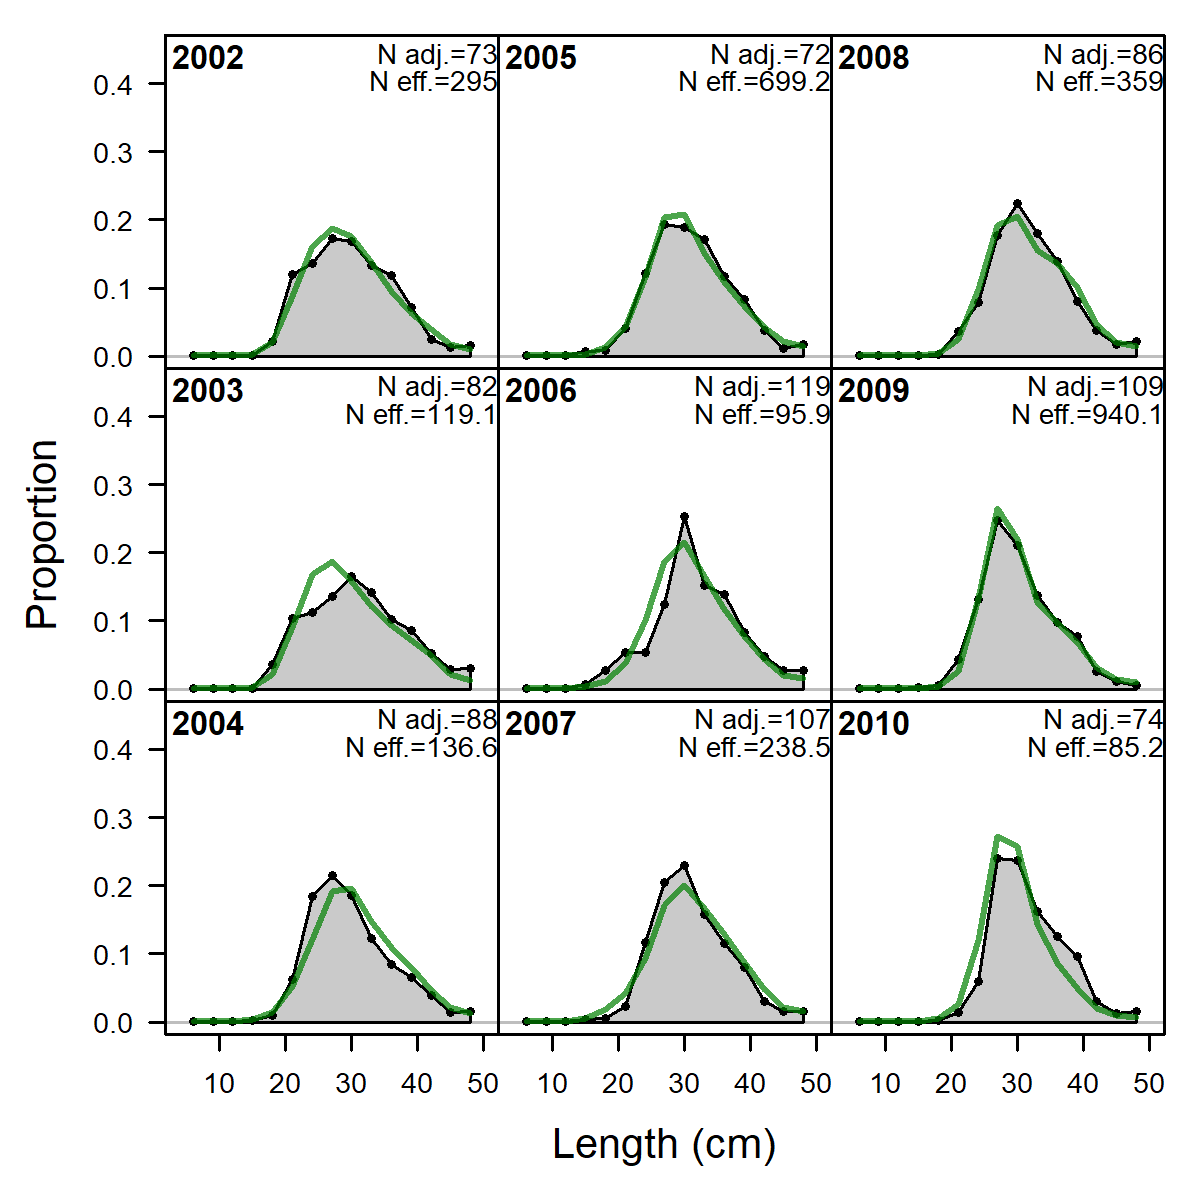 2002
N adj.=73
N eff.=295
2005
N adj.=72
N eff.=699.2
2008
N adj.=86
N eff.=359
0.4
0.3
0.2
0.1
0.0
2003
N adj.=82
N eff.=119.1
2006
N adj.=119
N eff.=95.9
2009
N adj.=109
N eff.=940.1
0.4
0.3
0.2
0.1
0.0
2004
N adj.=88
N eff.=136.6
2007
N adj.=107
N eff.=238.5
2010
N adj.=74
N eff.=85.2
0.4
0.3
0.2
0.1
0.0
10 20 30 40 50
10 20 30 40 50
10 20 30 40 50
Proportion
Length (cm)